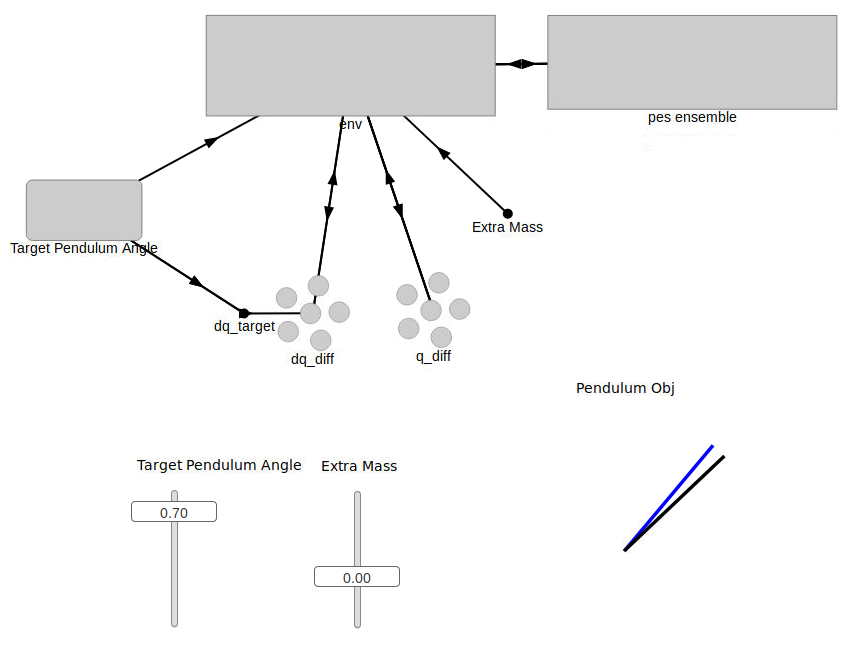 env
pes ensemble
Extra Mass
Target Pendulum Angle
dq_target
dq_diff
q_diff
Pendulum Obj
Target Pendulum Angle
Extra Mass
0.70
0.00